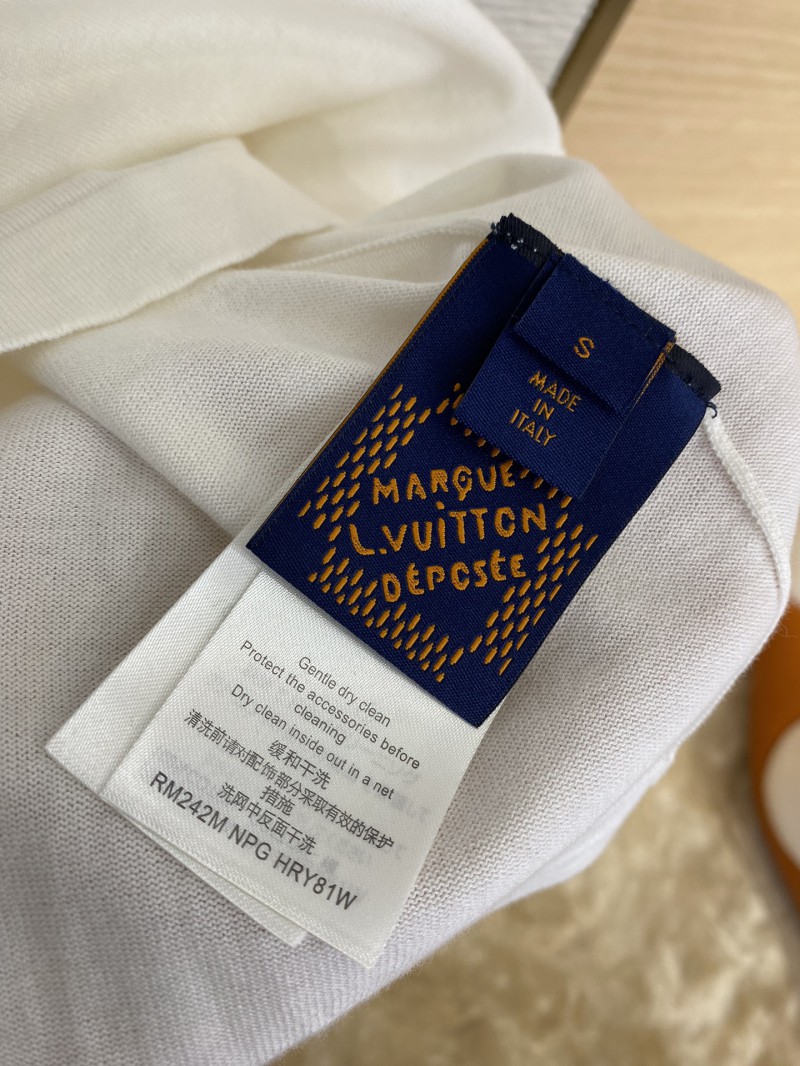 S
MADE
IN
ITALY
MARQUE
L.VUITTON
DÉPOSÉE
Gentle dry clean
Protect the accessories before
cleaning
Dry clean inside out in a net
缓和干洗
清洗前请对配饰部分采取有效的保护
措施
洗网中反面干洗
RM242M NPG HRY81W